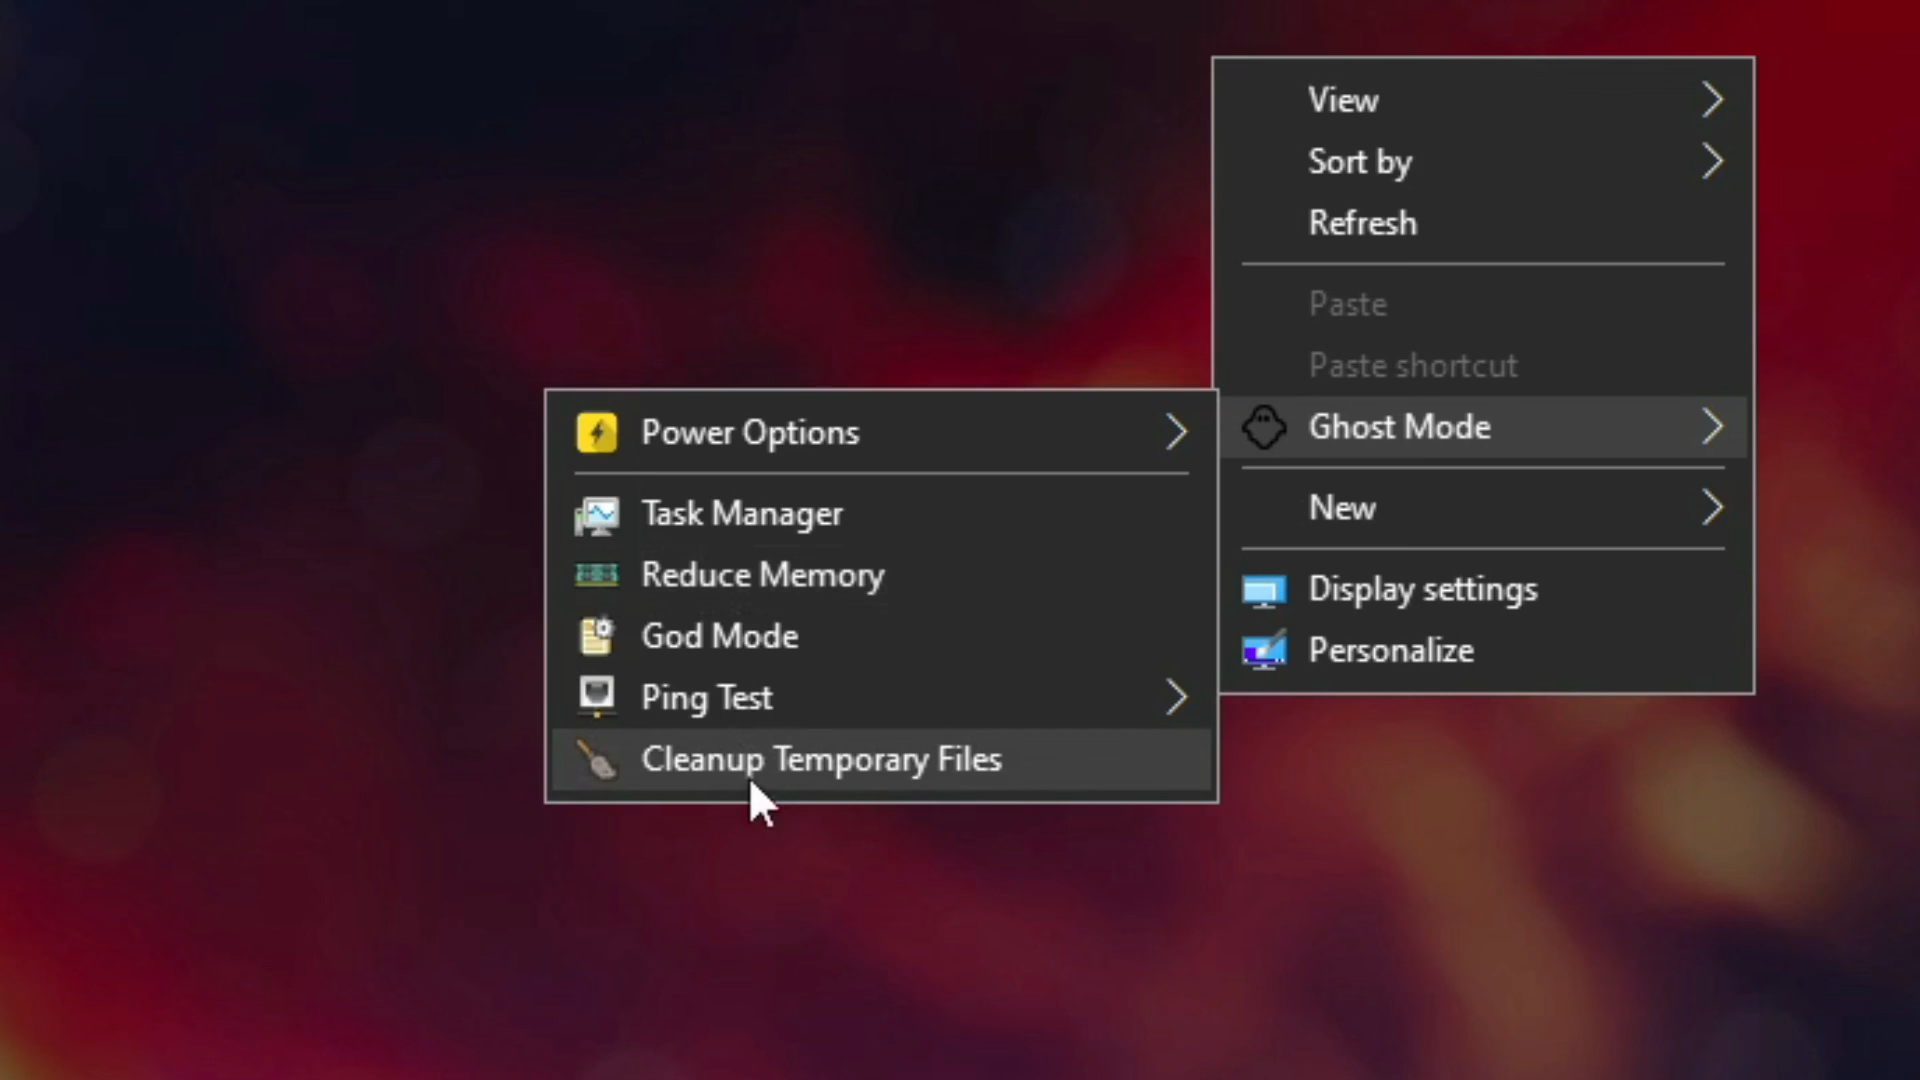 View
Sort by
Refresh
Paste
Paste shortcut
Ghost Mode
New
Display settings
Personalize
Power Options
Task Manager
Reduce Memory
God Mode
Ping Test
Cleanup Temporary Files